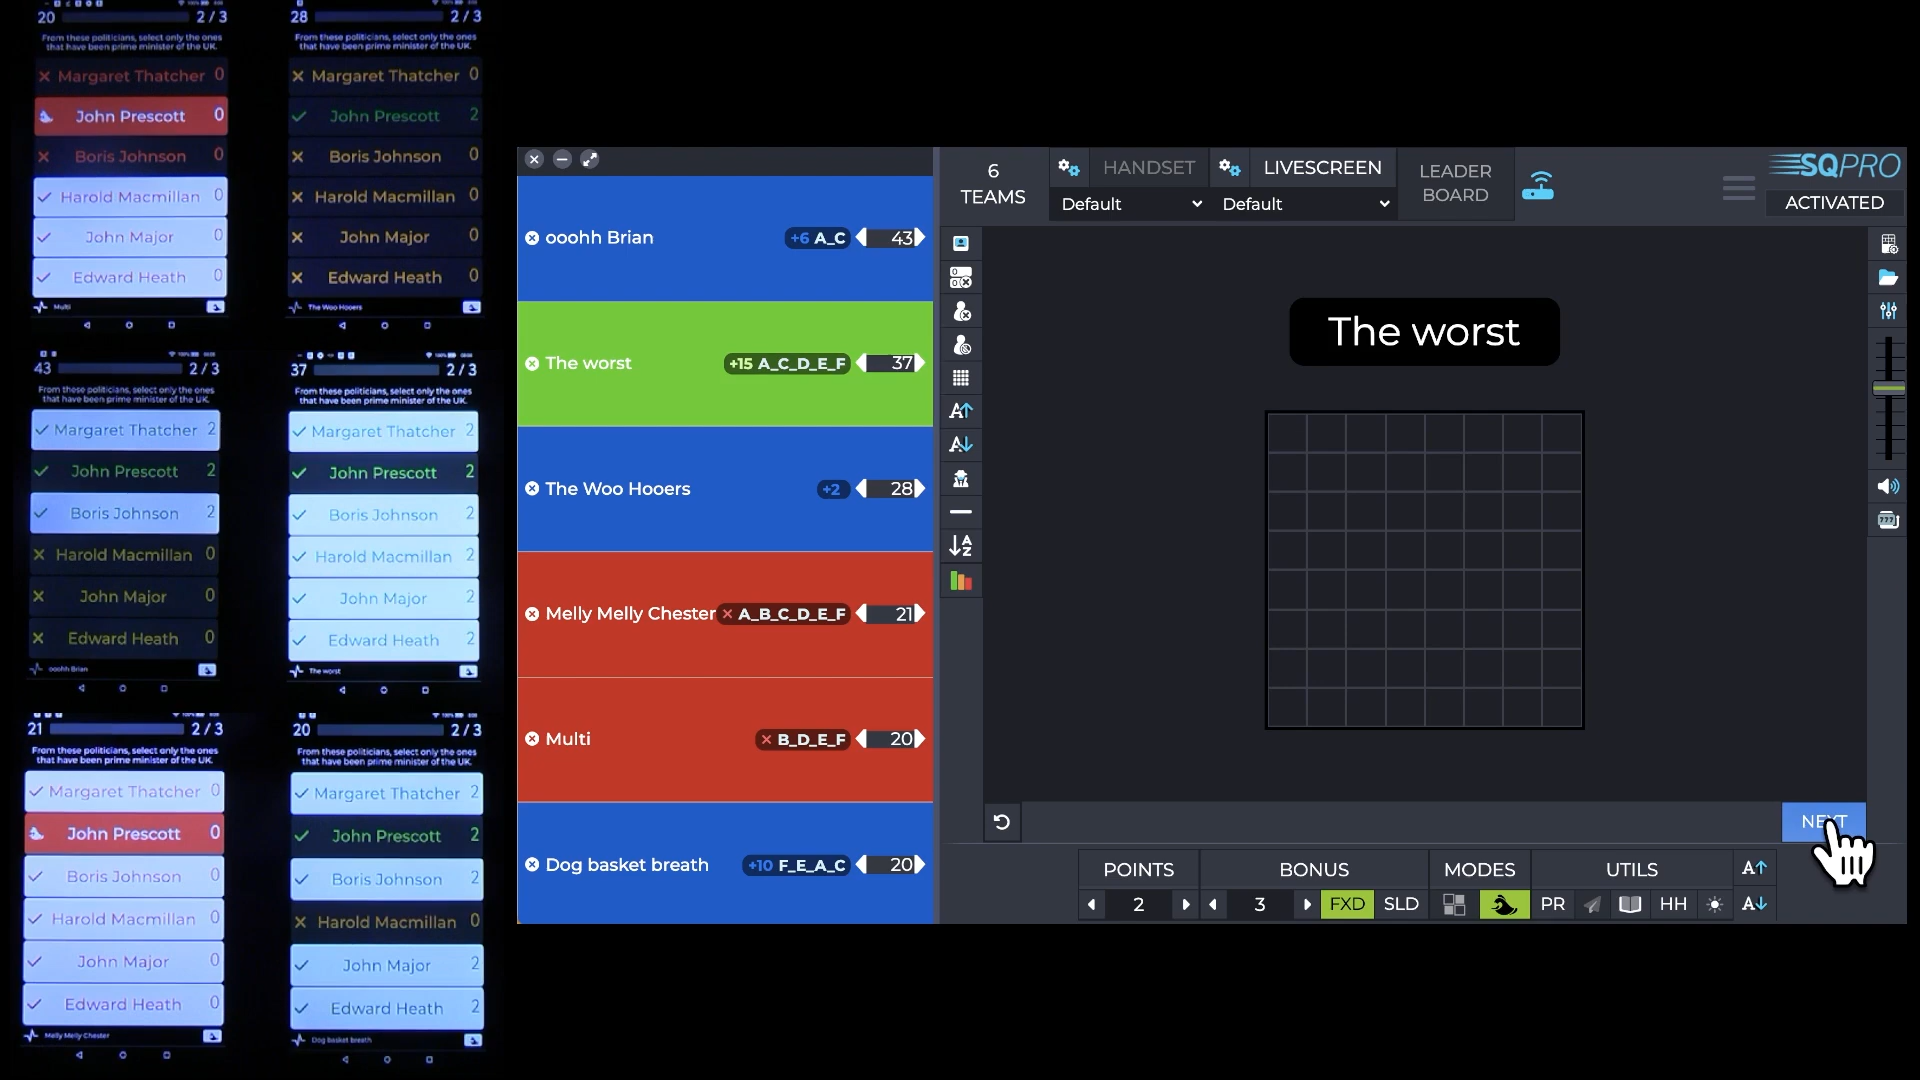 20 2/3
From these politicians, select only the ones
that have been prime minister of the UK.
Margaret Thatcher 0
John Prescott 0
Boris Johnson 0
Harold Macmillan 0
John Major 0
Edward Heath 0
Multi
28 2/3
From these politicians, select only the ones
that have been prime minister of the UK.
Margaret Thatcher 0
John Prescott 2
Boris Johnson 0
Harold Macmillan 0
John Major 0
Edward Heath 0
The Woo Hooers
43 2/3
From these politicians, select only the ones
that have been prime minister of the UK.
Margaret Thatcher 2
John Prescott 2
Boris Johnson 2
Harold Macmillan 0
John Major 0
Edward Heath 0
ooohh Brian
37 2/3
From these politicians, select only the ones
that have been prime minister of the UK.
Margaret Thatcher 2
John Prescott 2
Boris Johnson 2
Harold Macmillan 2
John Major 2
Edward Heath 2
The worst
21 2/3
From these politicians, select only the ones
that have been prime minister of the UK.
Margaret Thatcher 0
John Prescott 0
Boris Johnson 0
Harold Macmillan 0
John Major 0
Edward Heath 0
Melly Melly Chester
20 2/3
From these politicians, select only the ones
that have been prime minister of the UK.
Margaret Thatcher 2
John Prescott 2
Boris Johnson 2
Harold Macmillan 0
John Major 2
Edward Heath 2
Dog basket breath
ooohh Brian +6 A_C 43
The worst +15 A_C_D_E_F 37
The Woo Hooers +2 28
Melly Melly Chester A_B_C_D_E_F 21
Multi B_D_E_F 20
Dog basket breath +10 F_E_A_C 20
6
TEAMS
HANDSET
LIVESCREEN
Default
Default
LEADER
BOARD
SQPRO
ACTIVATED
The worst
NEXT
POINTS BONUS MODES UTILS
2 3 FXD SLD PR HH